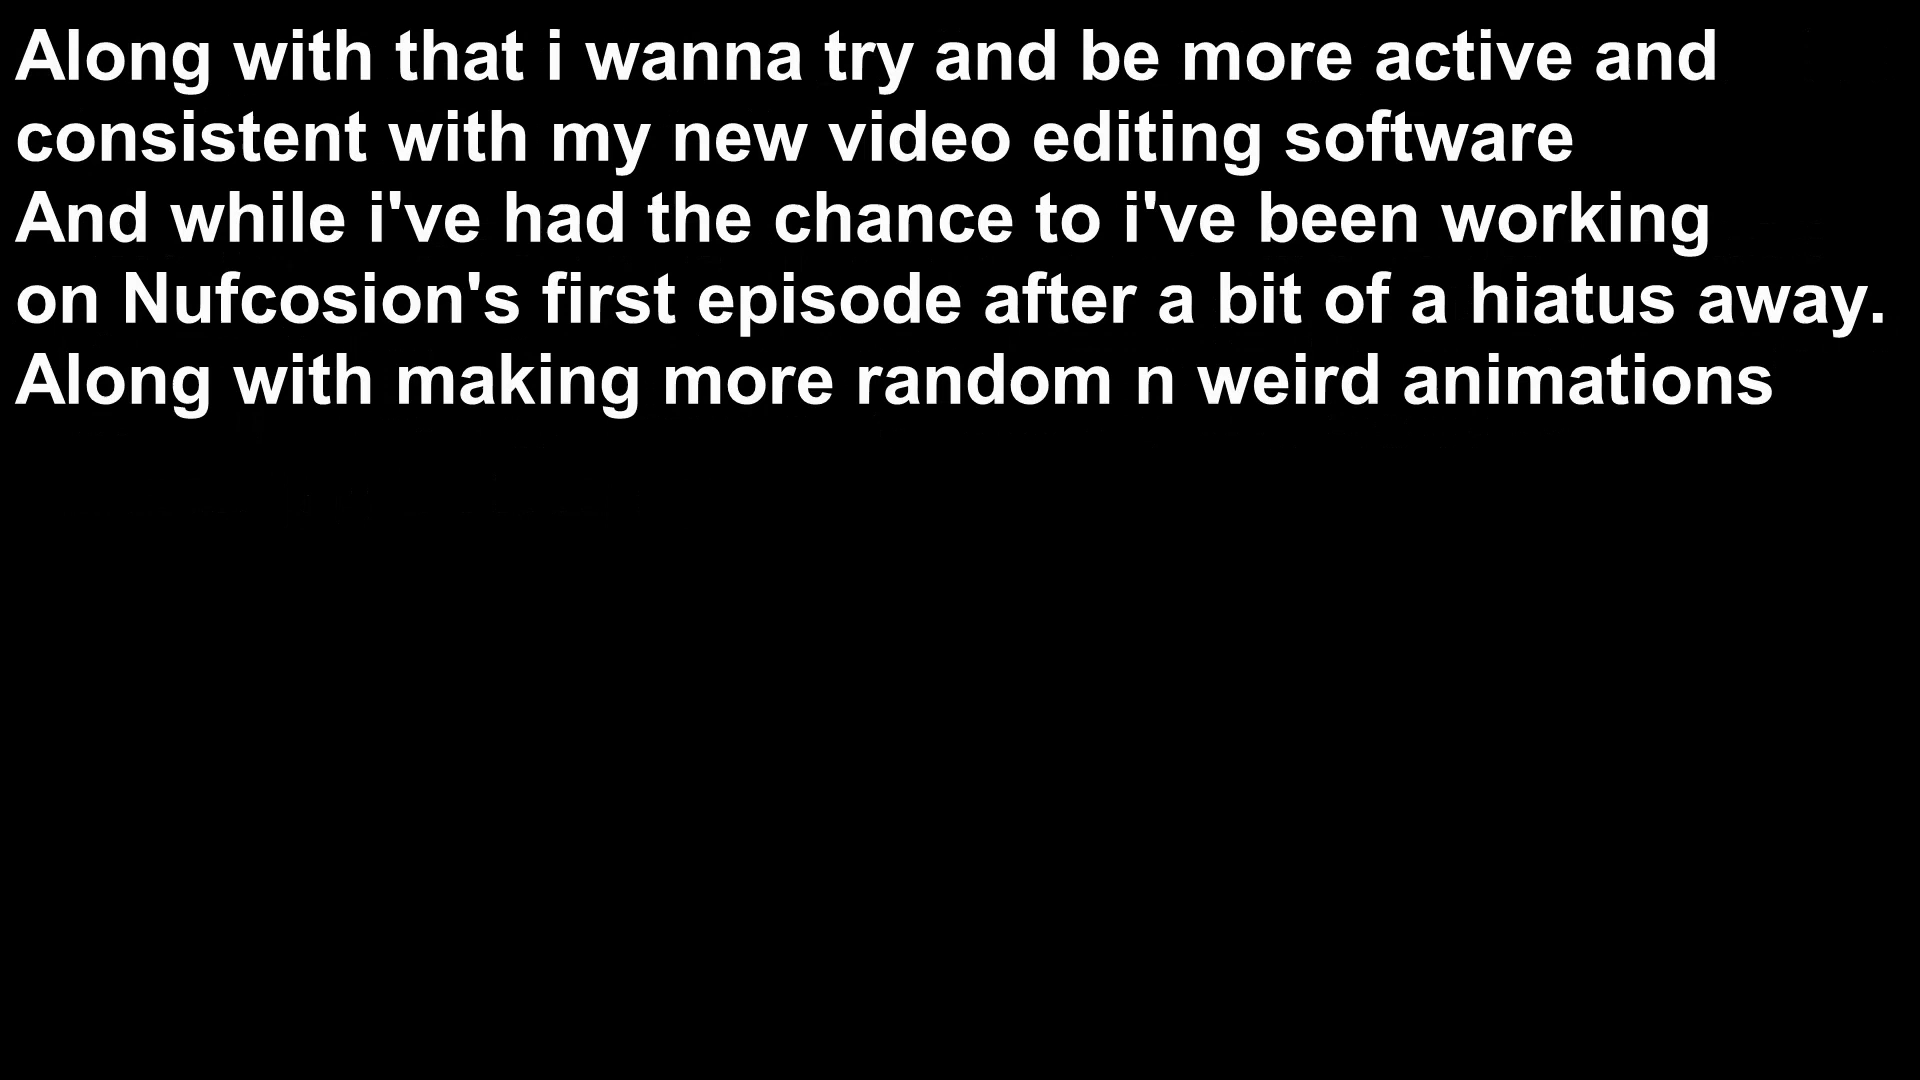 Along with that i wanna try and be more active and
consistent with my new video editing software
And while i've had the chance to i've been working
on Nufcosion's first episode after a bit of a hiatus away.
Along with making more random n weird animations